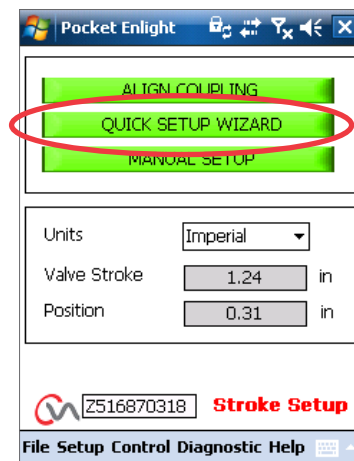 Pocket Enlight
ALIGN COUPLING
QUICK SETUP WIZARD
MANUAL SETUP
Units Imperial
Valve Stroke 1.24 in
Position 0.31 in
Z516870318 Stroke Setup
File Setup Control Diagnostic Help